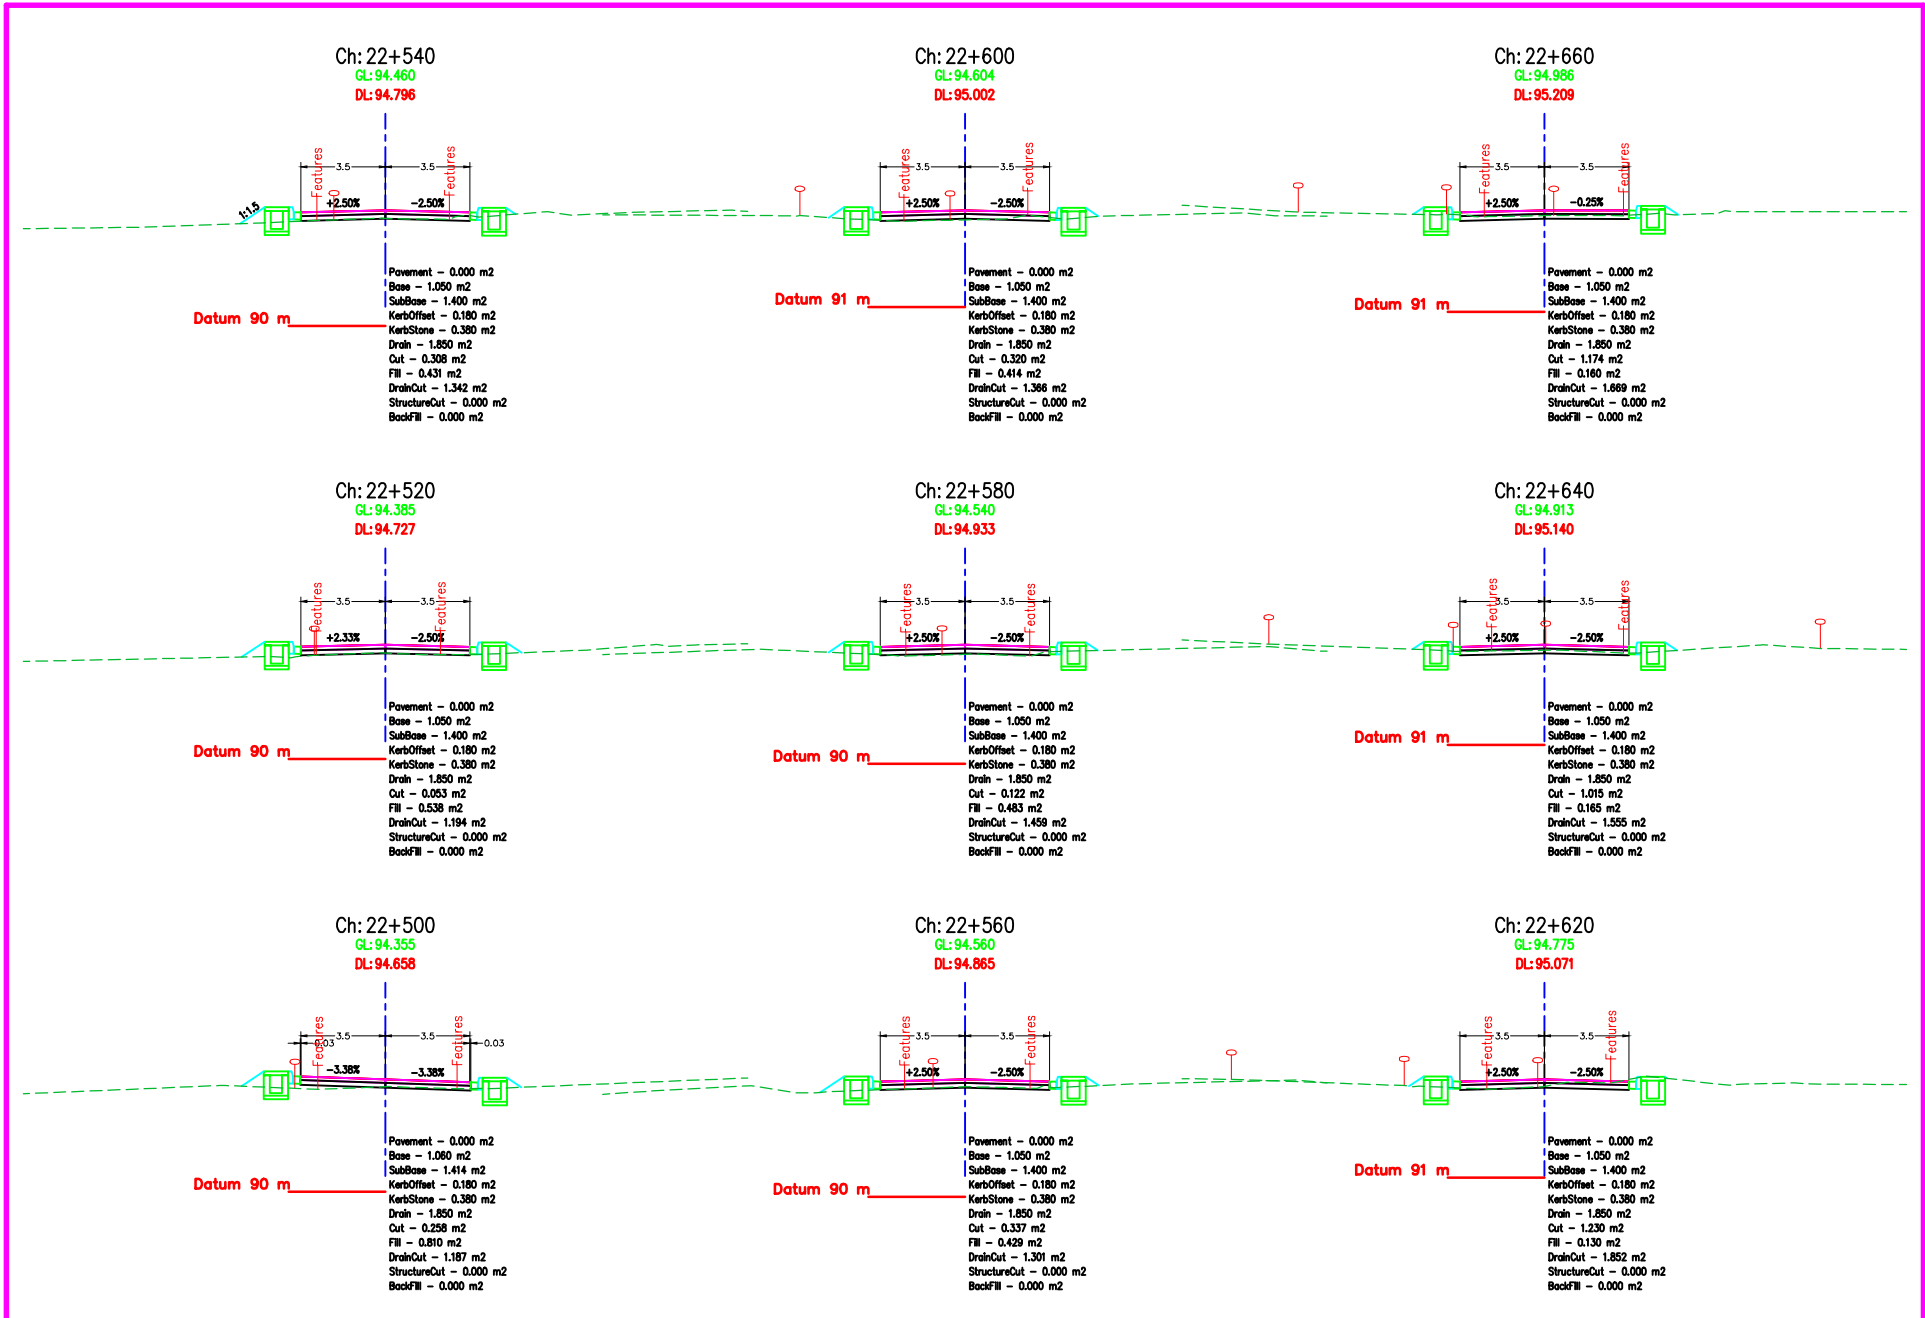 Ch: 22+540
GL: 94.460
DL: 94.796
3.5 3.5
Features
0
Features
1:1.5
+2.50% -2.50%
Datum 90 m
Pavement - 0.000 m2
Base - 1.050 m2
SubBase - 1.400 m2
KerbOffset - 0.180 m2
KerbStone - 0.380 m2
Drain - 1.850 m2
Cut - 0.308 m2
Fill - 0.431 m2
DrainCut - 1.342 m2
StructureCut - 0.000 m2
BackFill - 0.000 m2
Ch: 22+600
GL: 94.604
DL: 95.002
3.5 3.5
0
Features
0
Features
+2.50% -2.50%
Datum 91 m
Pavement - 0.000 m2
Base - 1.050 m2
SubBase - 1.400 m2
KerbOffset - 0.180 m2
KerbStone - 0.380 m2
Drain - 1.850 m2
Cut - 0.320 m2
Fill - 0.414 m2
DrainCut - 1.366 m2
StructureCut - 0.000 m2
BackFill - 0.000 m2
Ch: 22+660
GL: 94.986
DL: 95.209
3.5 3.5
0
0
Features
0
Features
+2.50% -0.25%
Datum 91 m
Pavement - 0.000 m2
Base - 1.050 m2
SubBase - 1.400 m2
KerbOffset - 0.180 m2
KerbStone - 0.380 m2
Drain - 1.850 m2
Cut - 1.174 m2
Fill - 0.160 m2
DrainCut - 1.669 m2
StructureCut - 0.000 m2
BackFill - 0.000 m2
Ch: 22+520
GL: 94.385
DL: 94.727
3.5 3.5
Features
0
Features
+2.33% -2.50%
Datum 90 m
Pavement - 0.000 m2
Base - 1.050 m2
SubBase - 1.400 m2
KerbOffset - 0.180 m2
KerbStone - 0.380 m2
Drain - 1.850 m2
Cut - 0.053 m2
Fill - 0.538 m2
DrainCut - 1.194 m2
StructureCut - 0.000 m2
BackFill - 0.000 m2
Ch: 22+580
GL: 94.540
DL: 94.933
3.5 3.5
Features
0
Features
+2.50% -2.50%
Datum 90 m
Pavement - 0.000 m2
Base - 1.050 m2
SubBase - 1.400 m2
KerbOffset - 0.180 m2
KerbStone - 0.380 m2
Drain - 1.850 m2
Cut - 0.122 m2
Fill - 0.483 m2
DrainCut - 1.459 m2
StructureCut - 0.000 m2
BackFill - 0.000 m2
Ch: 22+640
GL: 94.913
DL: 95.140
3.5 3.5
0
0
Features
0
Features
0
+2.50% -2.50%
Datum 91 m
Pavement - 0.000 m2
Base - 1.050 m2
SubBase - 1.400 m2
KerbOffset - 0.180 m2
KerbStone - 0.380 m2
Drain - 1.850 m2
Cut - 1.015 m2
Fill - 0.165 m2
DrainCut - 1.555 m2
StructureCut - 0.000 m2
BackFill - 0.000 m2
Ch: 22+500
GL: 94.355
DL: 94.658
3.5 3.5
0.03 0.03
0
Features
Features
-3.38% -3.38%
Datum 90 m
Pavement - 0.000 m2
Base - 1.060 m2
SubBase - 1.414 m2
KerbOffset - 0.180 m2
KerbStone - 0.380 m2
Drain - 1.850 m2
Cut - 0.258 m2
Fill - 0.810 m2
DrainCut - 1.187 m2
StructureCut - 0.000 m2
BackFill - 0.000 m2
Ch: 22+560
GL: 94.560
DL: 94.865
3.5 3.5
Features
0
Features
+2.50% -2.50%
Datum 90 m
Pavement - 0.000 m2
Base - 1.050 m2
SubBase - 1.400 m2
KerbOffset - 0.180 m2
KerbStone - 0.380 m2
Drain - 1.850 m2
Cut - 0.337 m2
Fill - 0.429 m2
DrainCut - 1.301 m2
StructureCut - 0.000 m2
BackFill - 0.000 m2
Ch: 22+620
GL: 94.775
DL: 95.071
3.5 3.5
0
0
Features
0
Features
+2.50% -2.50%
Datum 91 m
Pavement - 0.000 m2
Base - 1.050 m2
SubBase - 1.400 m2
KerbOffset - 0.180 m2
KerbStone - 0.380 m2
Drain - 1.850 m2
Cut - 1.230 m2
Fill - 0.130 m2
DrainCut - 1.852 m2
StructureCut - 0.000 m2
BackFill - 0.000 m2